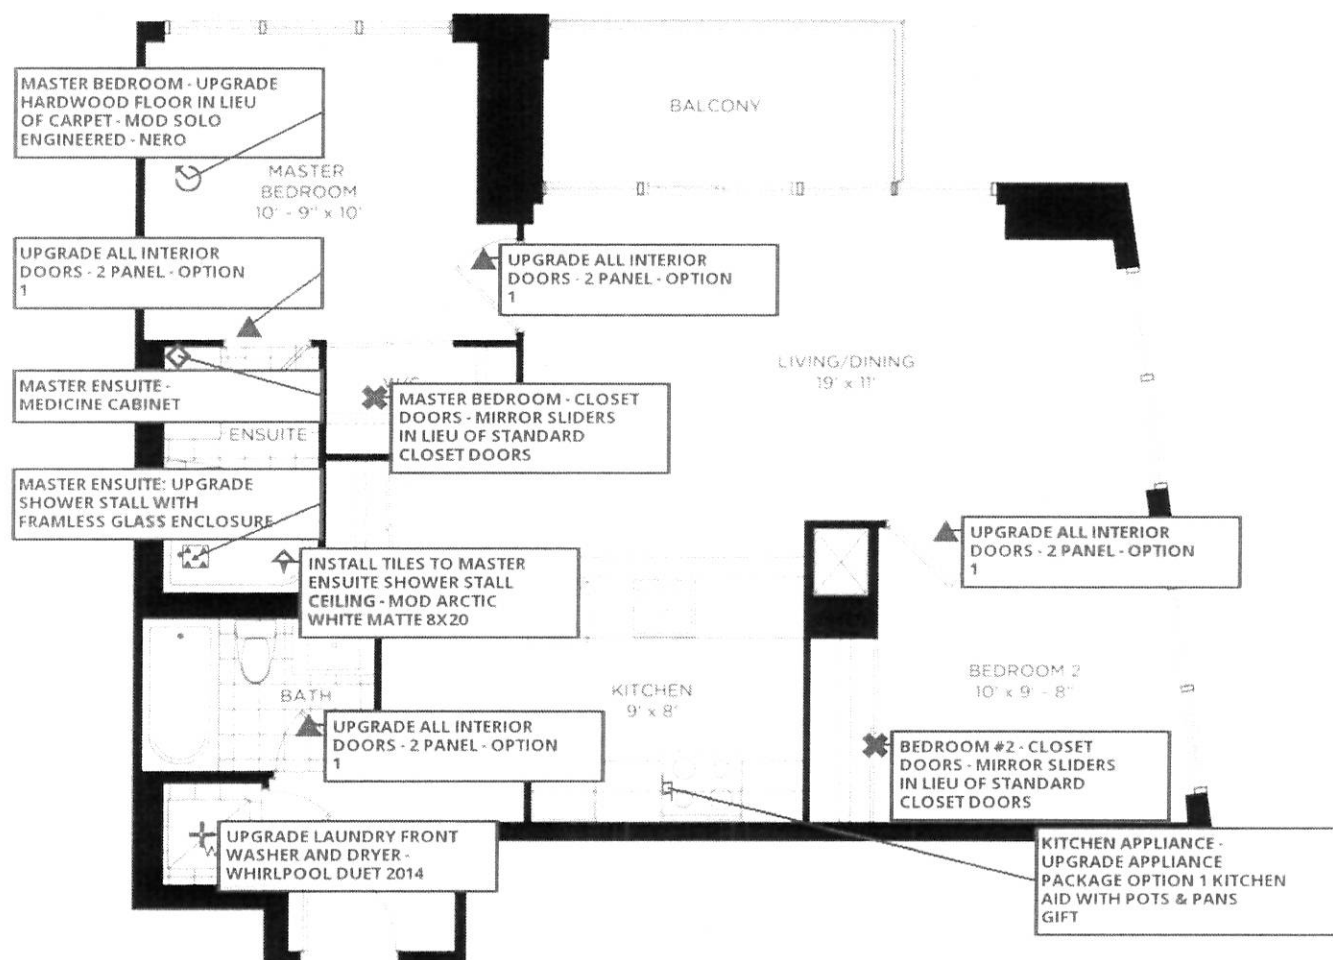 MASTER BEDROOM - UPGRADE
HARDWOOD FLOOR IN LIEU
OF CARPET - MOD SOLO
ENGINEERED - NERO
BALCONY
MASTER
BEDROOM
10' - 9" x 10'
UPGRADE ALL INTERIOR
DOORS - 2 PANEL - OPTION
1
UPGRADE ALL INTERIOR
DOORS - 2 PANEL - OPTION
1
LIVING/DINING
19' x 11'
MASTER ENSUITE -
MEDICINE CABINET
MASTER BEDROOM - CLOSET
DOORS - MIRROR SLIDERS
IN LIEU OF STANDARD
CLOSET DOORS
ENSUITE
MASTER ENSUITE: UPGRADE
SHOWER STALL WITH
FRAMLESS GLASS ENCLOSURE
UPGRADE ALL INTERIOR
DOORS - 2 PANEL - OPTION
1
INSTALL TILES TO MASTER
ENSUITE SHOWER STALL
CEILING - MOD ARCTIC
WHITE MATTE 8X20
BATH
KITCHEN
9' x 8'
BEDROOM 2
10' x 9' - 8"
UPGRADE ALL INTERIOR
DOORS - 2 PANEL - OPTION
1
BEDROOM #2 - CLOSET
DOORS - MIRROR SLIDERS
IN LIEU OF STANDARD
CLOSET DOORS
UPGRADE LAUNDRY FRONT
WASHER AND DRYER -
WHIRLPOOL DUET 2014
KITCHEN APPLIANCE -
UPGRADE APPLIANCE
PACKAGE OPTION 1 KITCHEN
AID WITH POTS & PANS
GIFT